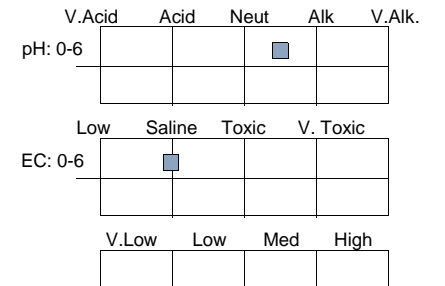 V.Acid Acid Neut Alk V.Alk.
pH: 0-6
Low Saline Toxic V. Toxic
EC: 0-6
V.Low Low Med High